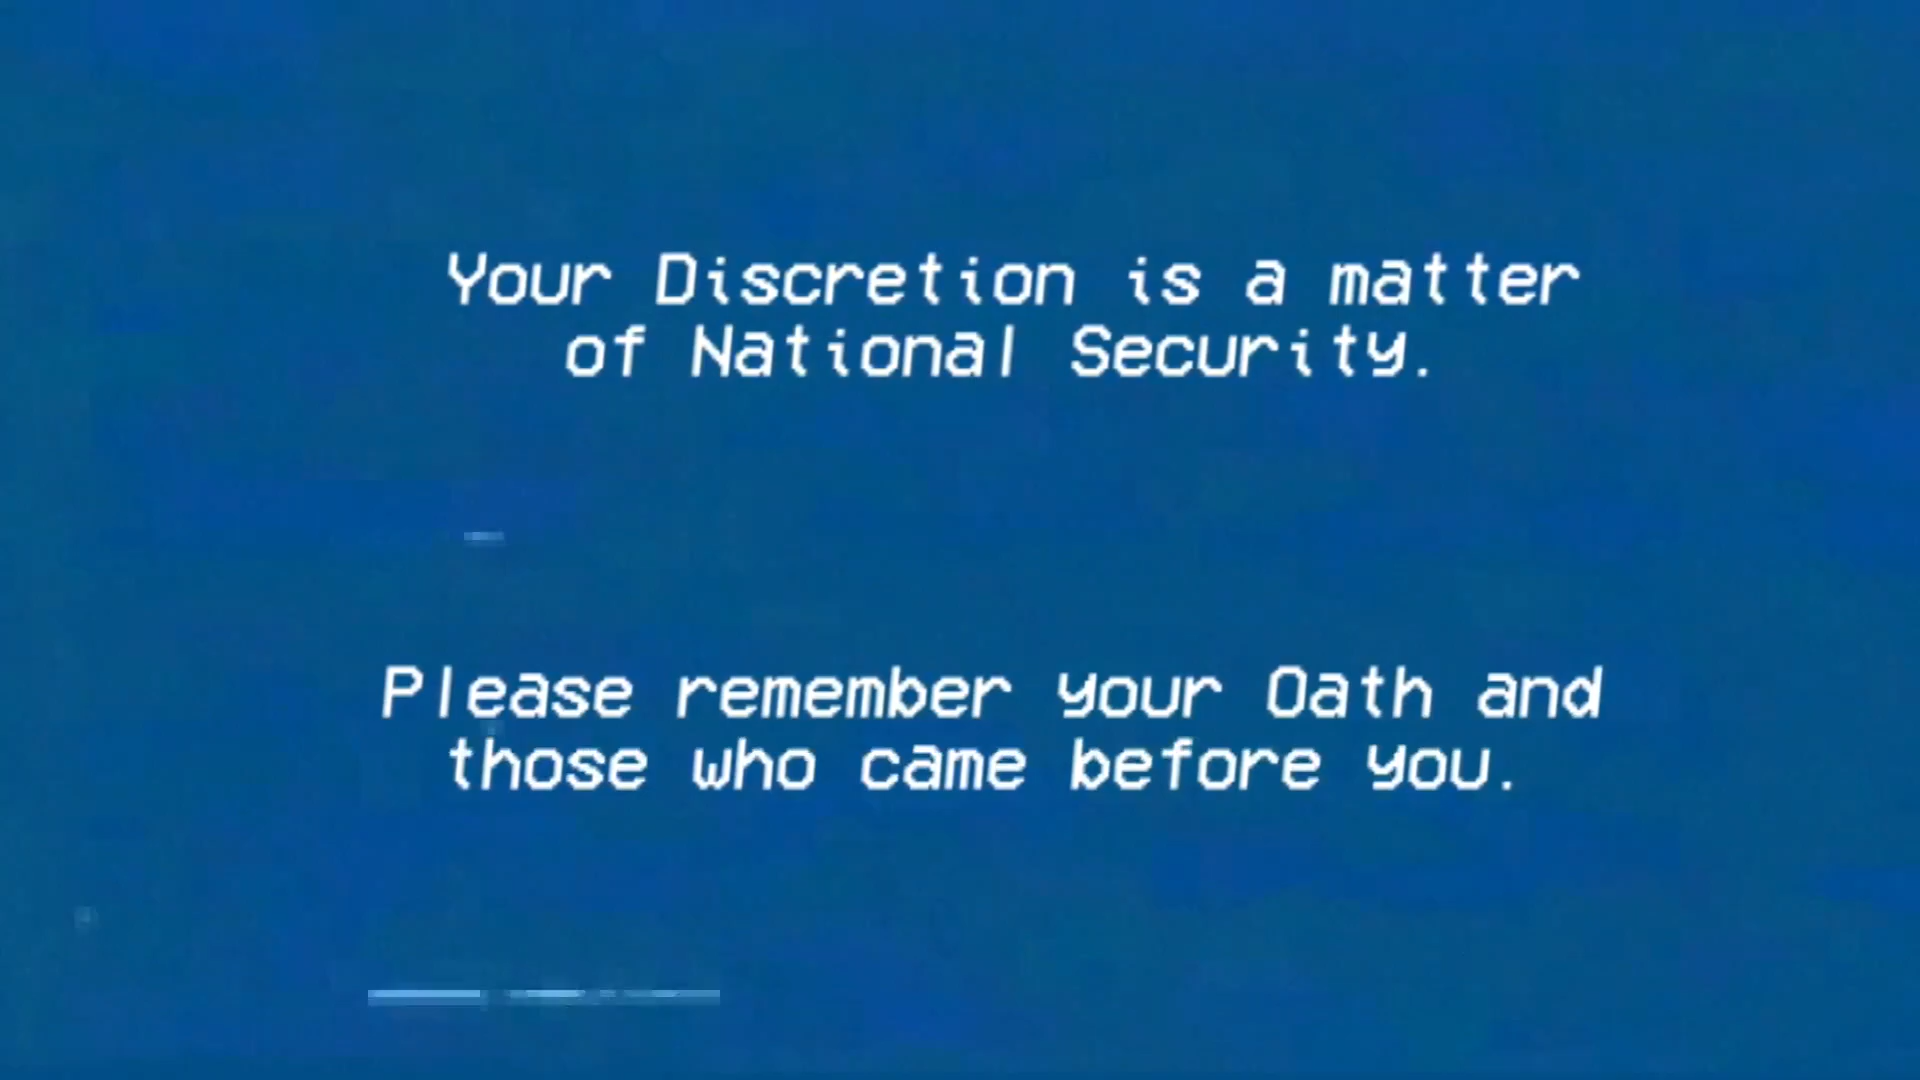 Your Discretion is a matter
of National Security.
Please remember your Oath and
those who came before you.